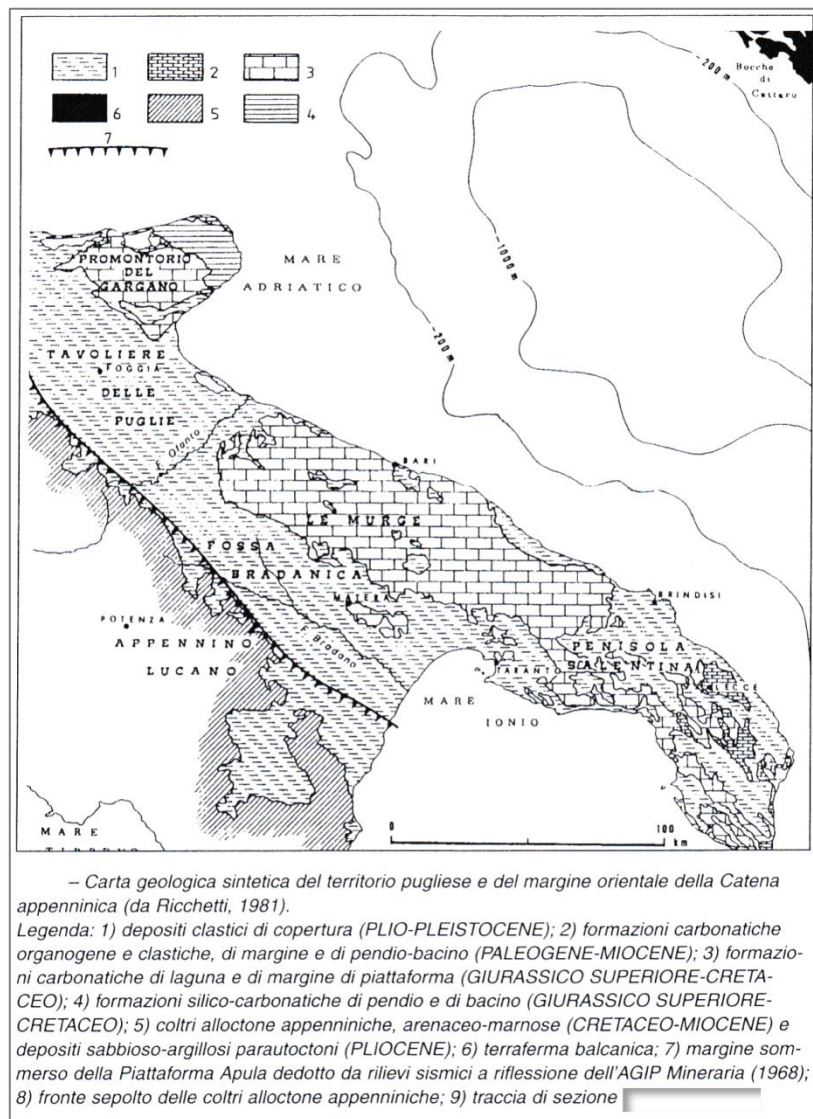 -200 m
Bocche
di
Cattaro
1
2
3
6
5
4
7
-1000 m
-200 m
PROMONTORIO
DEL
GARGANO
MARE
ADRIATICO
TAVOLIERE
FOGGIA
DELLE
PUGLIE
F. Ofanto
BARI
LE MURGE
FOSSA
BRADANICA
MATERA
BRINDISI
POTENZA
APPENNINO
LUCANO
F. Bradano
PENISOLA
SALENTINA
TARANTO
LECCE
MARE
IONIO
MARE
TIRRENO
0
100
km
– Carta geologica sintetica del territorio pugliese e del margine orientale della Catena
appenninica (da Ricchetti, 1981).
Legenda: 1) depositi clastici di copertura (PLIO-PLEISTOCENE); 2) formazioni carbonatiche
organogene e clastiche, di margine e di pendio-bacino (PALEOGENE-MIOCENE); 3) formazio-
ni carbonatiche di laguna e di margine di piattaforma (GIURASSICO SUPERIORE-CRETA-
CEO); 4) formazioni silico-carbonatiche di pendio e di bacino (GIURASSICO SUPERIORE-
CRETACEO); 5) coltri alloctone appenniniche, arenaceo-marnose (CRETACEO-MIOCENE) e
depositi sabbioso-argillosi parautoctoni (PLIOCENE); 6) terraferma balcanica; 7) margine som-
merso della Piattaforma Apula dedotto da rilievi sismici a riflessione dell'AGIP Mineraria (1968);
8) fronte sepolto delle coltri alloctone appenniniche; 9) traccia di sezione